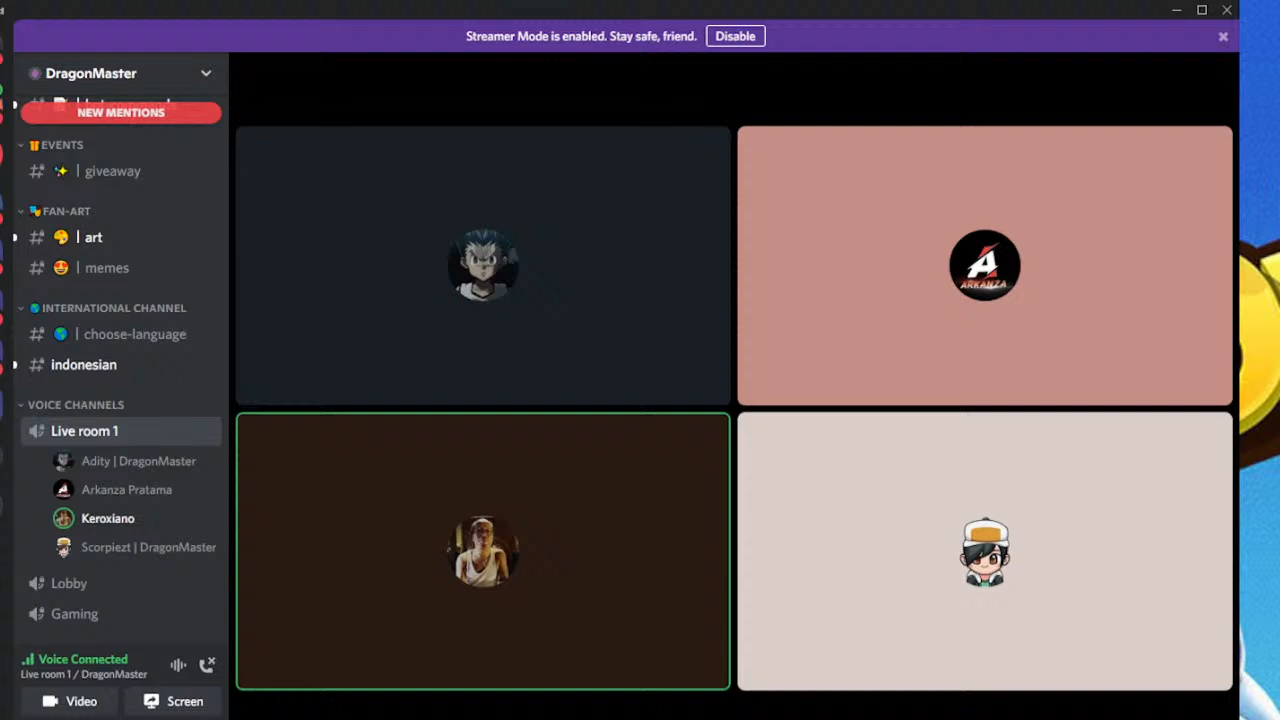 Streamer Mode is enabled. Stay safe, friend.
Disable
DragonMaster
NEW MENTIONS
EVENTS
| giveaway
FAN-ART
| art
| memes
INTERNATIONAL CHANNEL
| choose-language
indonesian
VOICE CHANNELS
Live room 1
Adity | DragonMaster
Arkanza Pratama
Keroxiano
Scorpiezt | DragonMaster
Lobby
Gaming
Voice Connected
Live room 1 / DragonMaster
Video
Screen
ARKANZA